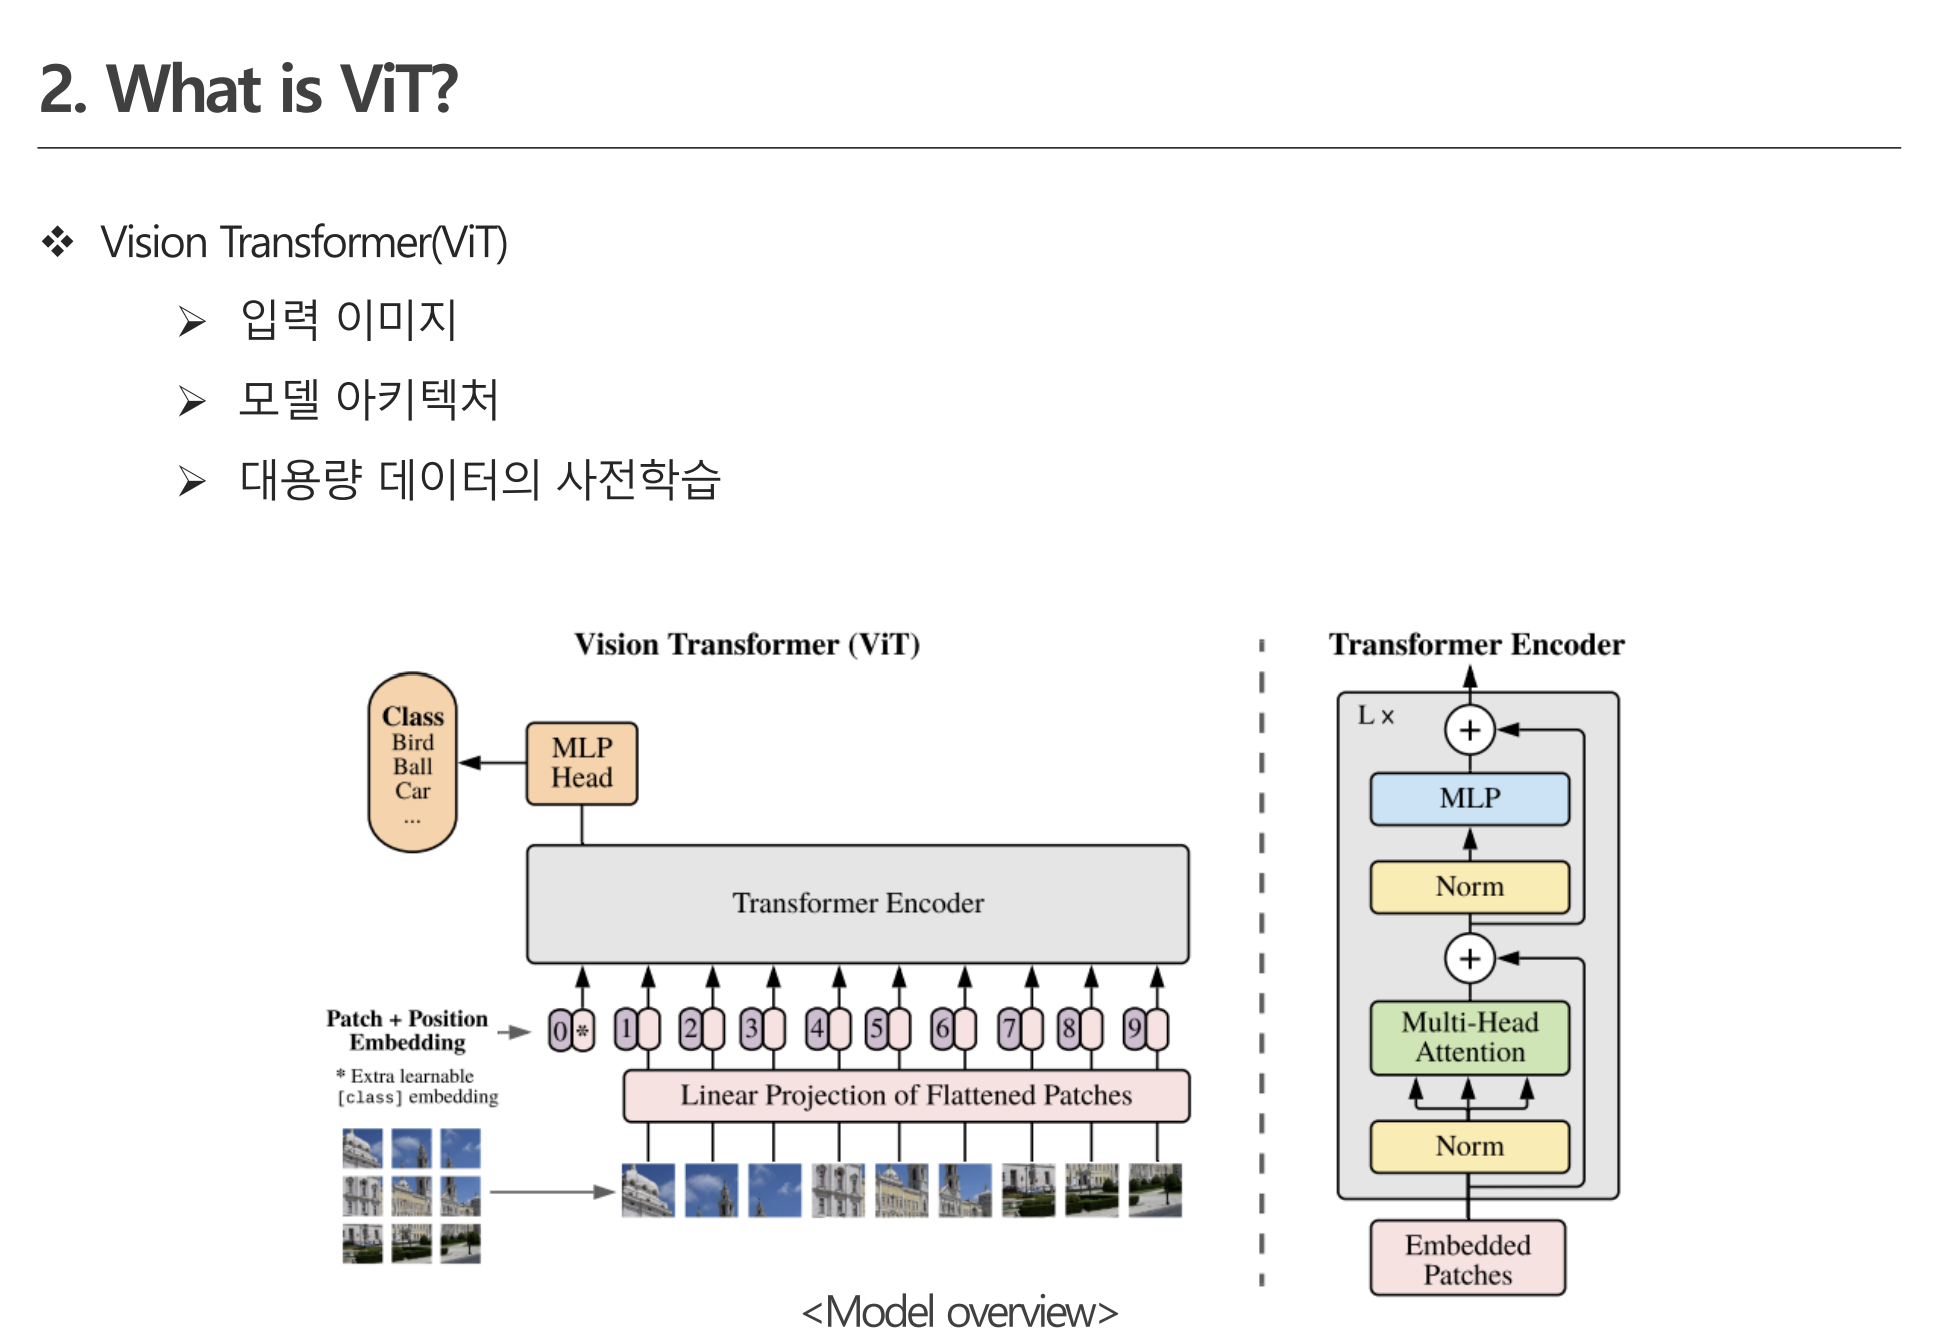 2. What is ViT?
Vision Transformer(ViT)
입력 이미지
모델 아키텍처
대용량 데이터의 사전학습
Vision Transformer (ViT)
Class
Bird
Ball
Car
...
MLP
Head
Transformer Encoder
Patch + Position
Embedding
* Extra learnable
[class] embedding
0 * 1 2 3 4 5 6 7 8 9
Linear Projection of Flattened Patches
Transformer Encoder
L x
+
MLP
Norm
+
Multi-Head
Attention
Norm
Embedded
Patches
<Model overview>